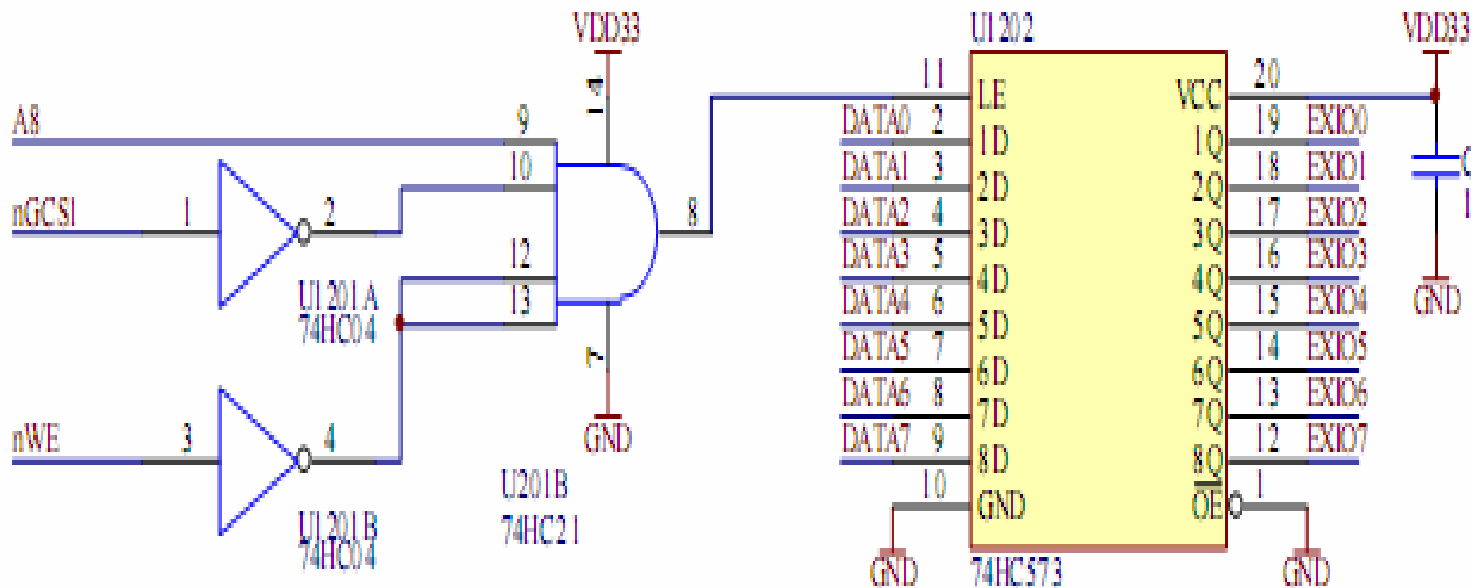 VDD33
14
A8
9
10
nGCS1
1
2
12
13
U1201A
74HC04
8
7
GND
nWE
3
4
U1201B
74HC04
U201B
74HC21
U1202
11 LE
DATA0 2 1D
DATA1 3 2D
DATA2 4 3D
DATA3 5 4D
DATA4 6 5D
DATA5 7 6D
DATA6 8 7D
DATA7 9 8D
10 GND
GND
VCC 20
1Q 19 EXIO0
2Q 18 EXIO1
3Q 17 EXIO2
4Q 16 EXIO3
5Q 15 EXIO4
6Q 14 EXIO5
7Q 13 EXIO6
8Q 12 EXIO7
OE 1
GND
74HC573
VDD33
GND